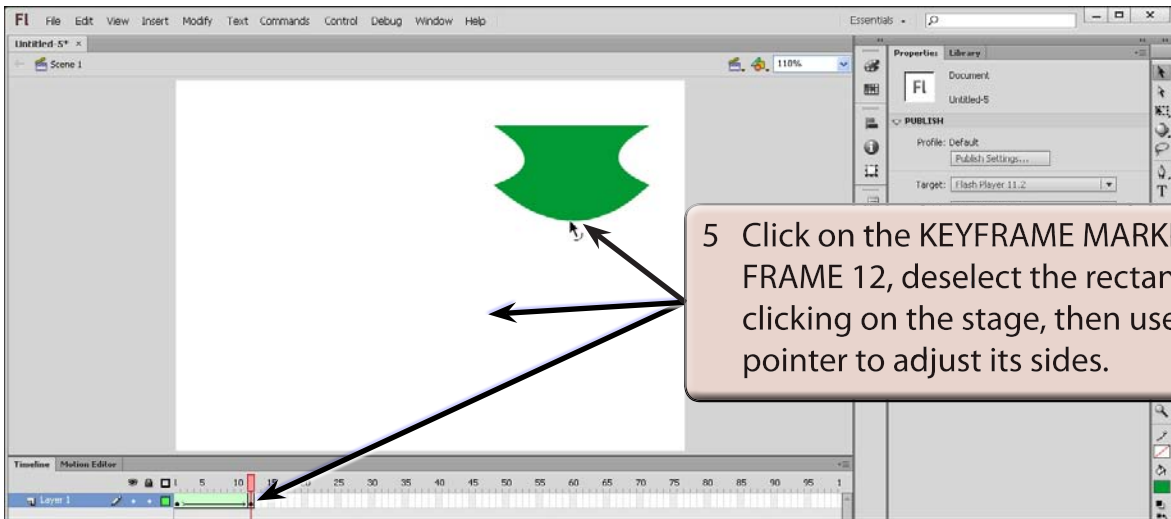 Fl File Edit View Insert Modify Text Commands Control Debug Window Help Essentials
Untitled-5* ×
Scene 1 110%
Properties Library
Fl Document
Untitled-5
PUBLISH
Profile: Default
Publish Settings...
Target: Flash Player 11.2
5 Click on the KEYFRAME
FRAME 12, deselect the
clicking on the stage, then
pointer to adjust its sides.
Timeline Motion Editor
1 5 10 25 30 35 40 45 50 55 60 65 70 75 80 85 90 95 1
Layer 1